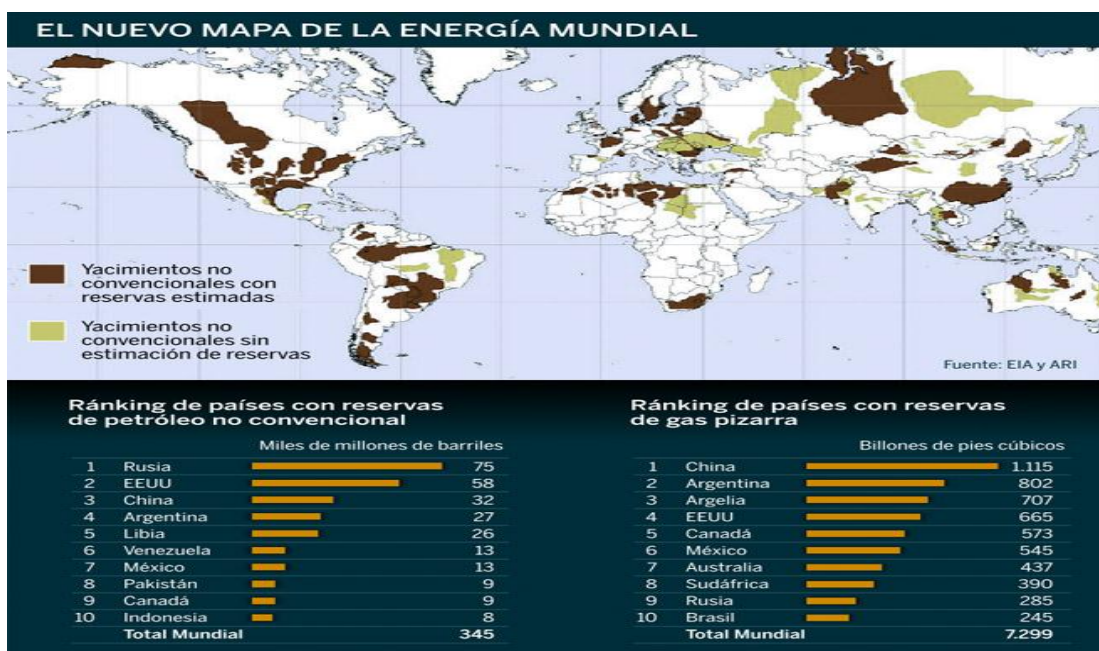 EL NUEVO MAPA DE LA ENERGÍA MUNDIAL
Yacimientos no
convencionales con
reservas estimadas
Yacimientos no
convencionales sin
estimación de reservas
Fuente: EIA y ARI
Ránking de países con reservas
de petróleo no convencional
Miles de millones de barriles
1 Rusia 75
2 EEUU 58
3 China 32
4 Argentina 27
5 Libia 26
6 Venezuela 13
7 México 13
8 Pakistán 9
9 Canadá 9
10 Indonesia 8
Total Mundial 345
Ránking de países con reservas
de gas pizarra
Billones de pies cúbicos
1 China 1.115
2 Argentina 802
3 Argelia 707
4 EEUU 665
5 Canadá 573
6 México 545
7 Australia 437
8 Sudáfrica 390
9 Rusia 285
10 Brasil 245
Total Mundial 7.299